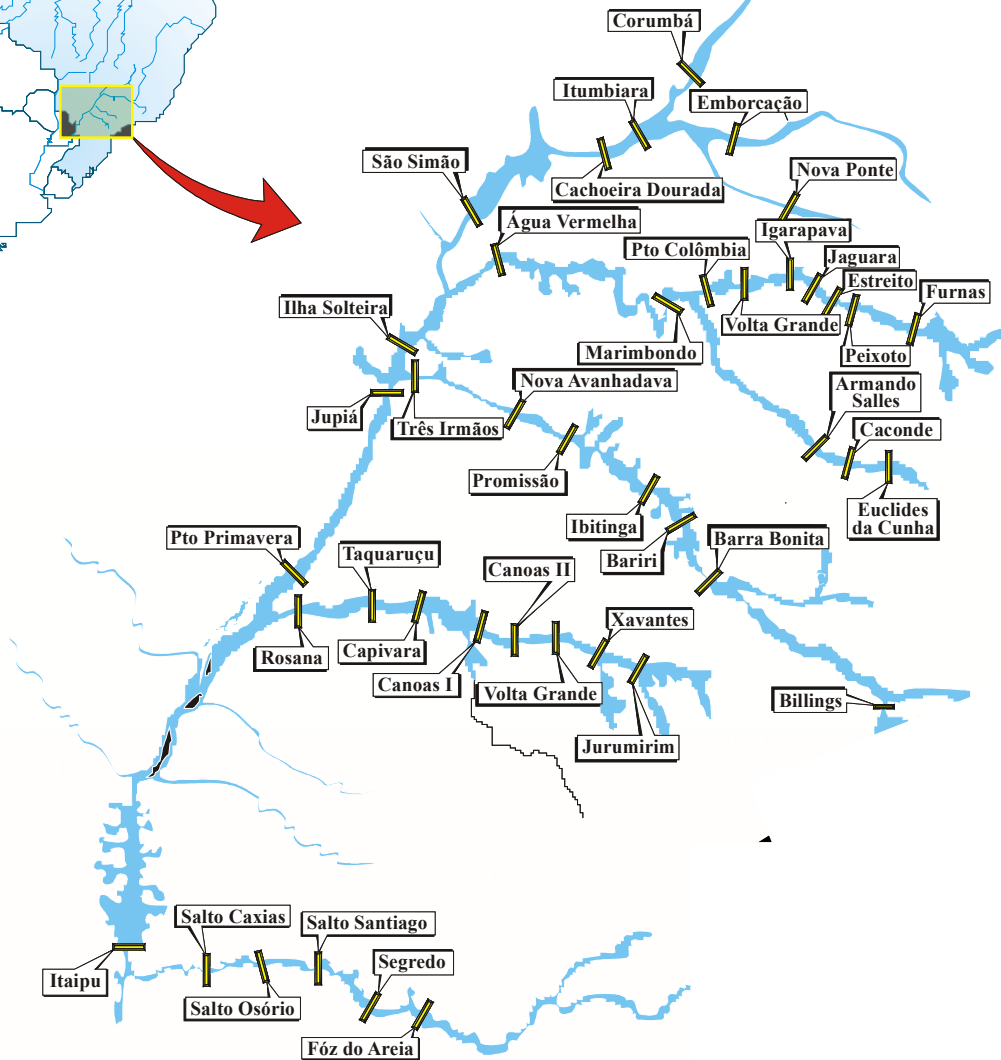 Corumbá
Itumbiara
Emborcação
São Simão
Cachoeira Dourada
Nova Ponte
Água Vermelha
Igarapava
Pto Colômbia
Jaguara
Estreito
Furnas
Ilha Solteira
Volta Grande
Marimbondo
Peixoto
Nova Avanhadava
Armando
Salles
Jupiá
Três Irmãos
Caconde
Promissão
Ibitinga
Euclides
da Cunha
Pto Primavera
Taquaruçu
Bariri
Barra Bonita
Canoas II
Xavantes
Rosana
Capivara
Canoas I
Volta Grande
Billings
Jurumirim
Salto Caxias
Salto Santiago
Segredo
Itaipu
Salto Osório
Fóz do Areia